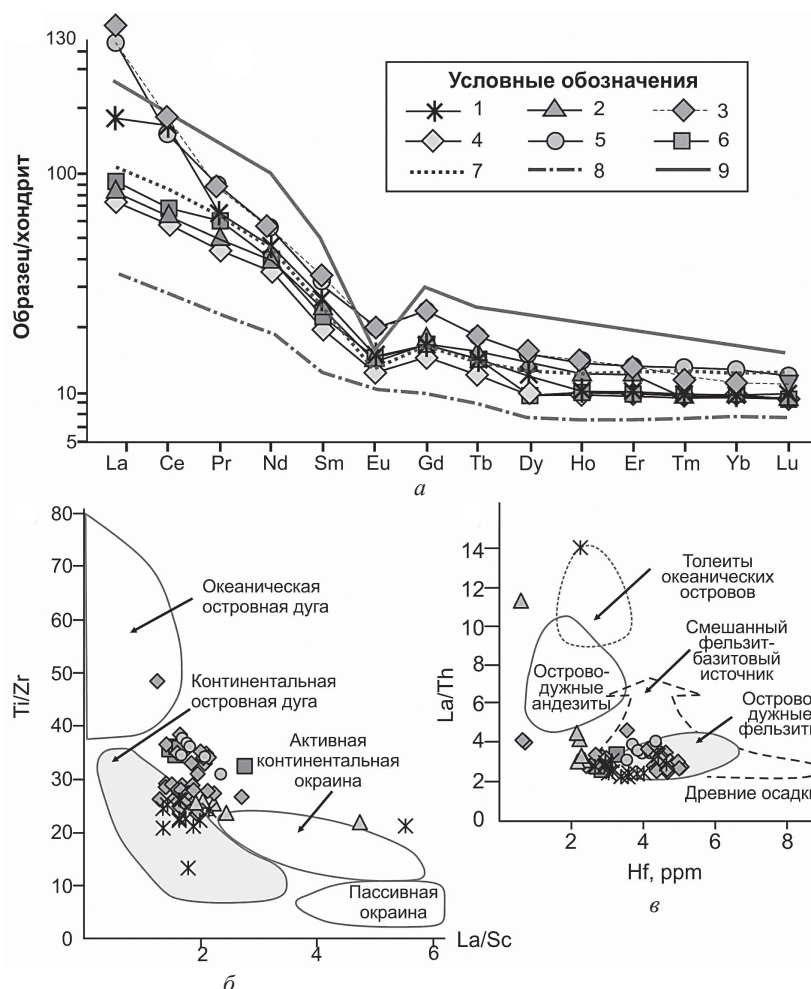 130
100
10
5
Образец/хондрит
Условные обозначения
1 2 3
4 5 6
7 8 9
La Ce Pr Nd Sm Eu Gd Tb Dy Ho Er Tm Yb Lu
а
80
70
60
50
40
30
20
10
0
Ti/Zr
Океаническая
островная дуга
Континентальная
островная дуга
Активная
континентальная
окраина
Пассивная
окраина
2 4 6
La/Sc
б
14
12
10
8
6
4
2
0
La/Th
Толеиты
океанических
островов
Смешанный
фельзит-
базитовый
источник
Острово-
дужные
андезиты
Острово
дужные
фельзить
Древние осадк
2 4 6 8
Hf, ppm
в